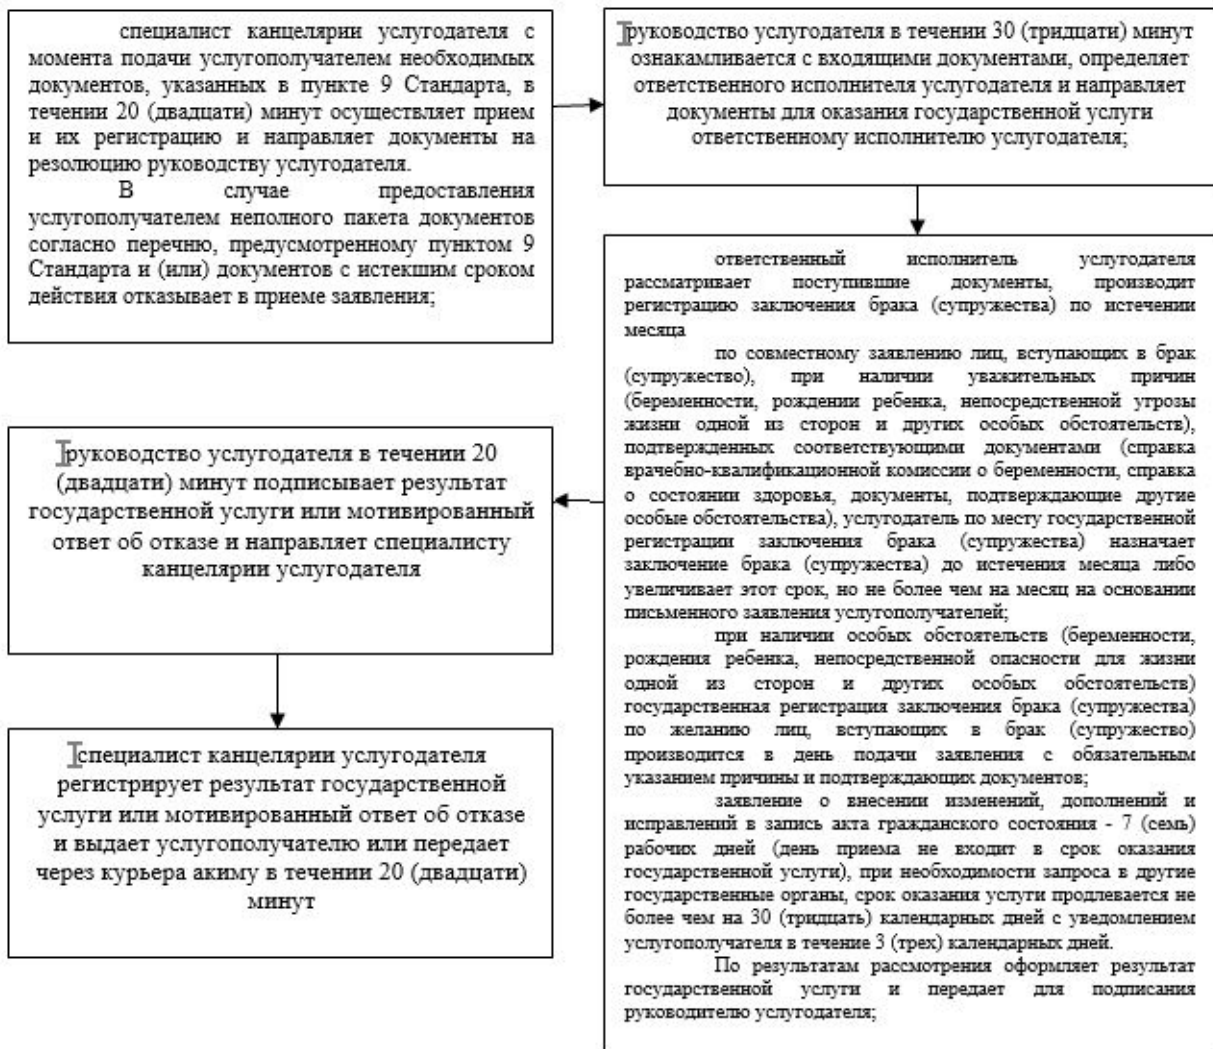 специалист канцелярии услугодателя с
момента подачи услугополучателем необходимых
документов, указанных в пункте 9 Стандарта, в
течении 20 (двадцати) минут осуществляет прием
и их регистрацию и направляет документы на
резолюцию руководству услугодателя.
В случае предоставления
услугополучателем неполного пакета документов
согласно перечню, предусмотренному пунктом 9
Стандарта и (или) документов с истекшим сроком
действия отказывает в приеме заявления;
руководство услугодателя в течении 30 (тридцати) минут
ознакамливается с входящими документами, определяет
ответственного исполнителя услугодателя и направляет
документы для оказания государственной услуги
ответственному исполнителю услугодателя;
ответственный исполнитель услугодателя
рассматривает поступившие документы, производит
регистрацию заключения брака (супружества) по истечении
месяца
по совместному заявлению лиц, вступающих в брак
(супружество), при наличии уважительных причин
(беременности, рождении ребенка, непосредственной угрозы
жизни одной из сторон и других особых обстоятельств),
подтвержденных соответствующими документами (справка
врачебно-квалификационной комиссии о беременности, справка
о состоянии здоровья, документы, подтверждающие другие
особые обстоятельства), услугодатель по месту государственной
регистрации заключения брака (супружества) назначает
заключение брака (супружества) до истечения месяца либо
увеличивает этот срок, но не более чем на месяц на основании
письменного заявления услугополучателей;
при наличии особых обстоятельств (беременности,
рождения ребенка, непосредственной опасности для жизни
одной из сторон и других особых обстоятельств)
государственная регистрация заключения брака (супружества)
по желанию лиц, вступающих в брак (супружество)
производится в день подачи заявления с обязательным
указанием причины и подтверждающих документов;
заявление о внесении изменений, дополнений и
исправлений в запись акта гражданского состояния - 7 (семь)
рабочих дней (день приема не входит в срок оказания
государственной услуги), при необходимости запроса в другие
государственные органы, срок оказания услуги продлевается не
более чем на 30 (тридцать) календарных дней с уведомлением
услугополучателя в течение 3 (трех) календарных дней.
По результатам рассмотрения оформляет результат
государственной услуги и передает для подписания
руководителю услугодателя;
руководство услугодателя в течении 20
(двадцати) минут подписывает результат
государственной услуги или мотивированный
ответ об отказе и направляет специалисту
канцелярии услугодателя
специалист канцелярии услугодателя
регистрирует результат государственной
услуги или мотивированный ответ об отказе
и выдает услугополучателю или передает
через курьера акиму в течении 20 (двадцати)
минут